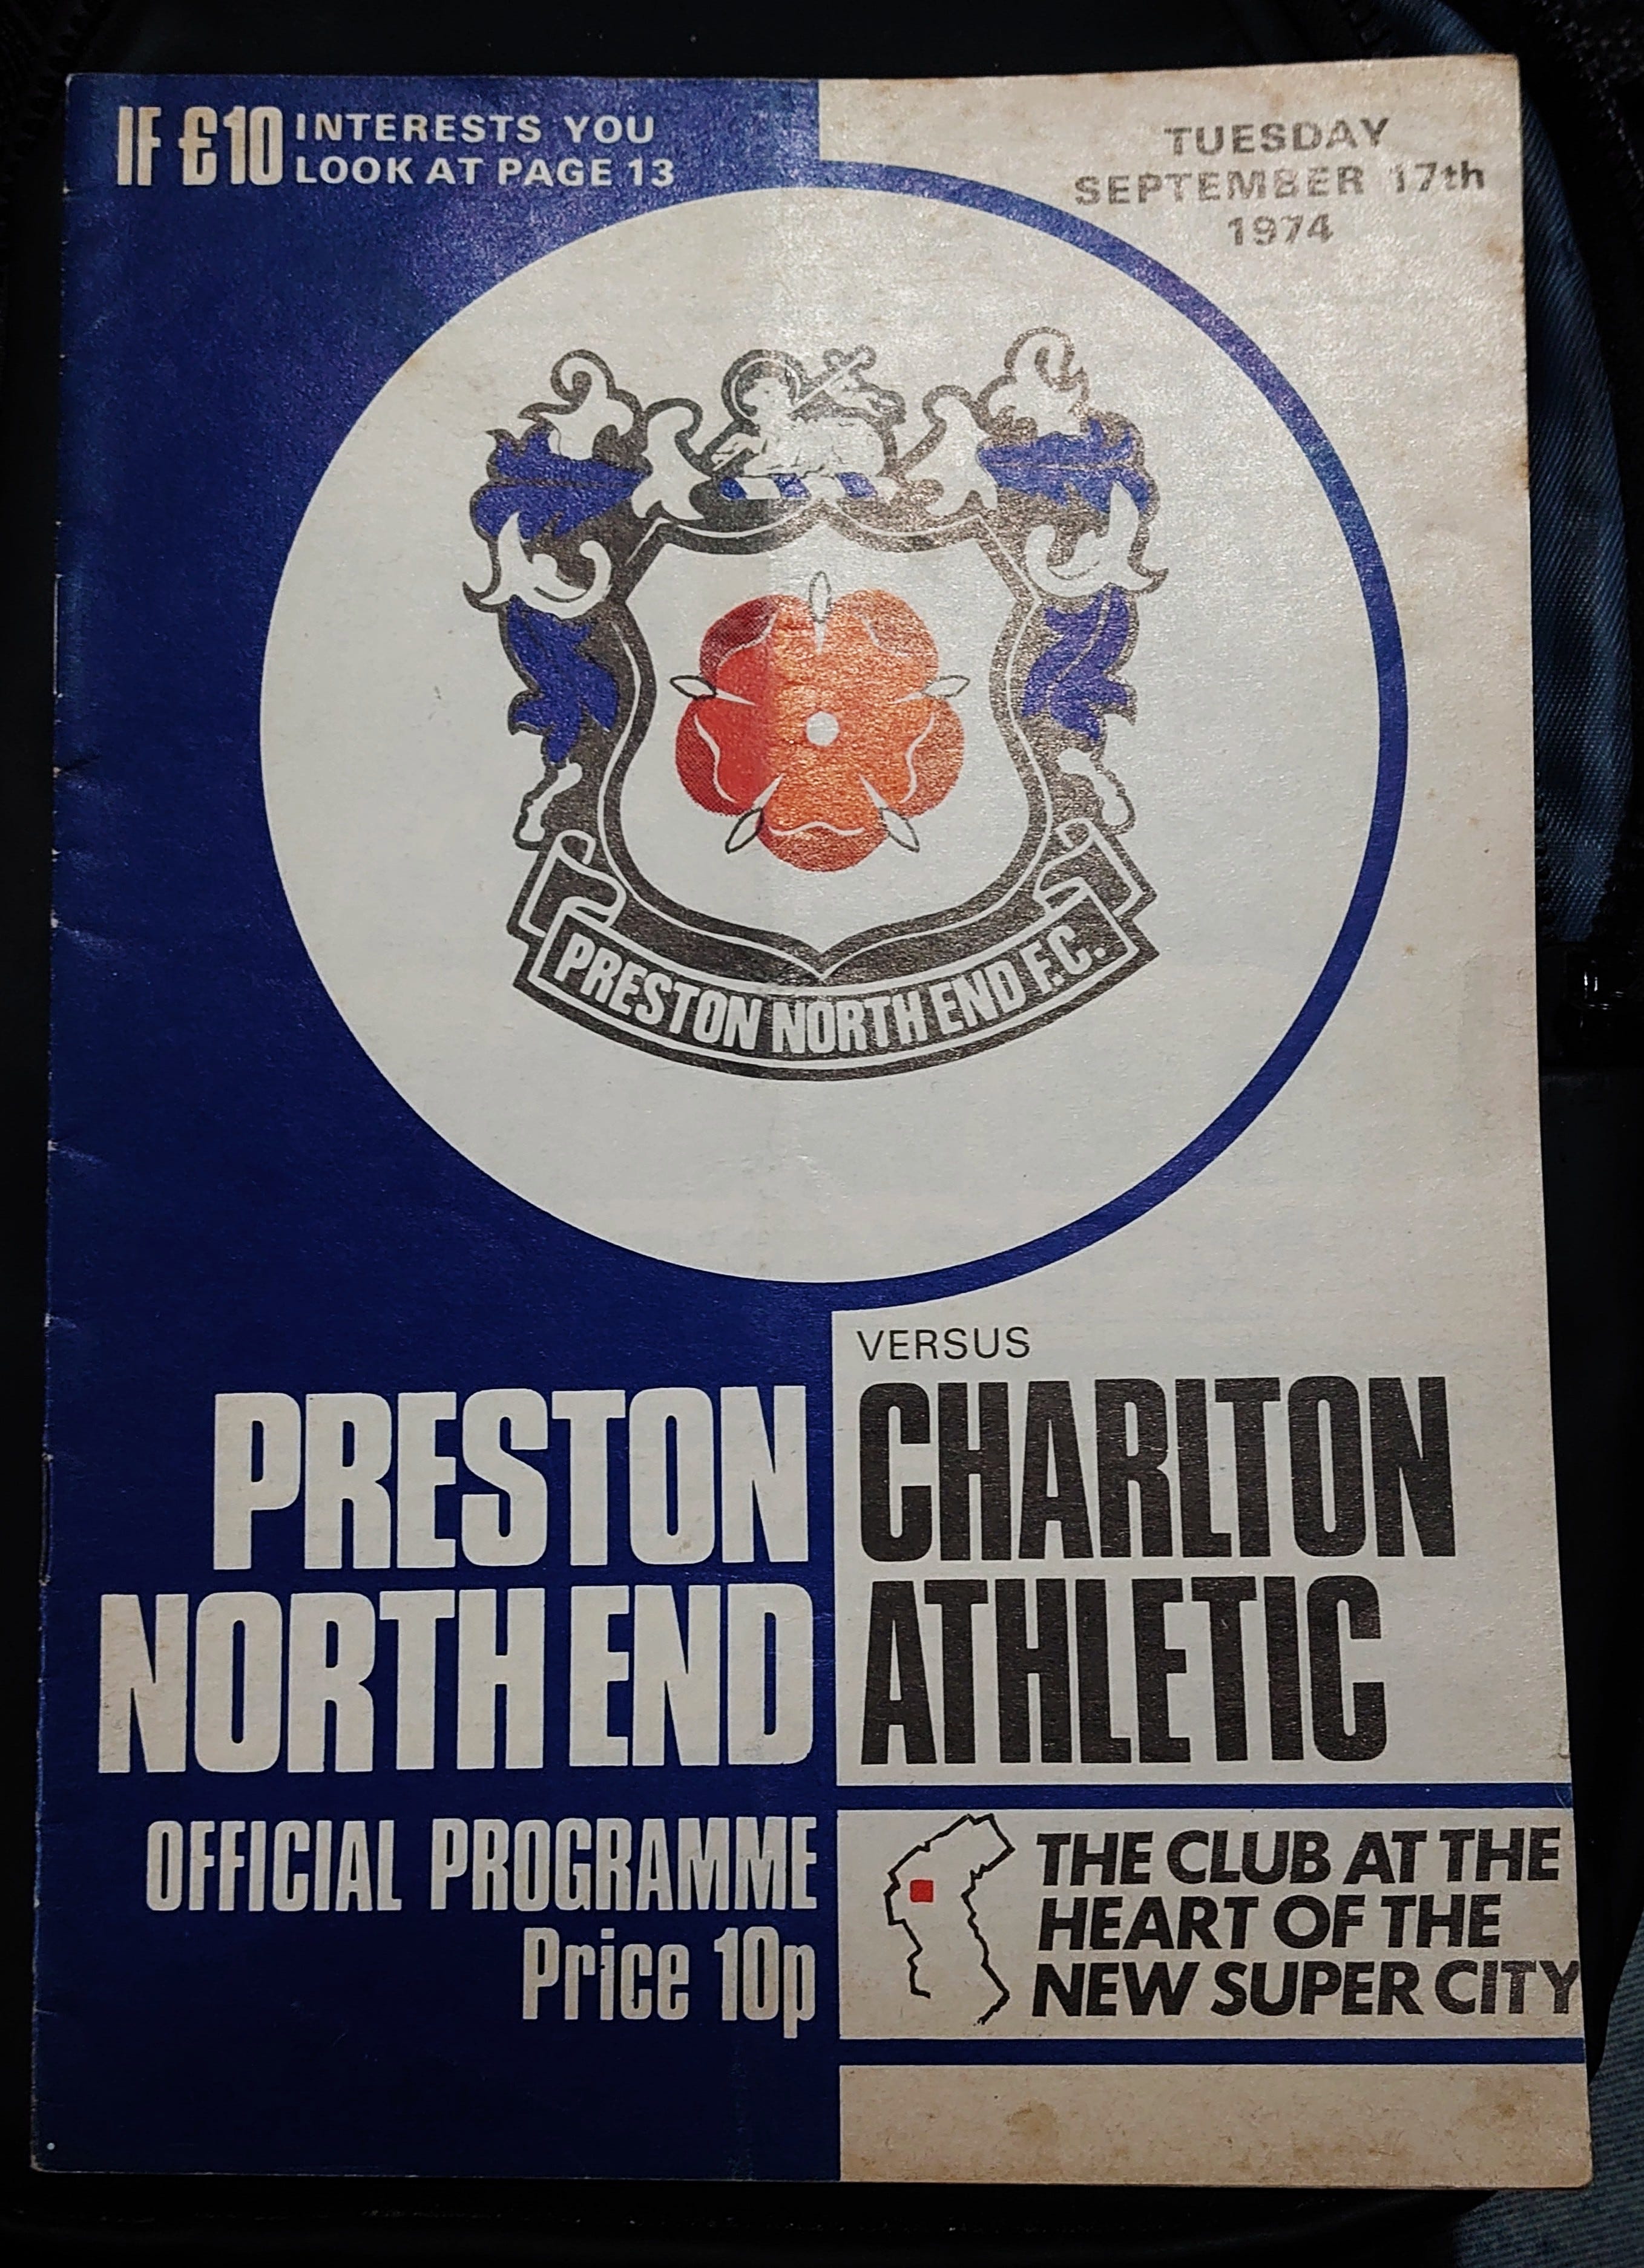 IF £10 INTERESTS YOU
LOOK AT PAGE 13
TUESDAY
SEPTEMBER 17th
1974
PRESTON NORTH END F.C.
PRESTON
NORTH END
VERSUS
CHARLTON
ATHLETIC
OFFICIAL PROGRAMME
Price 10p
THE CLUB AT THE
HEART OF THE
NEW SUPER CITY